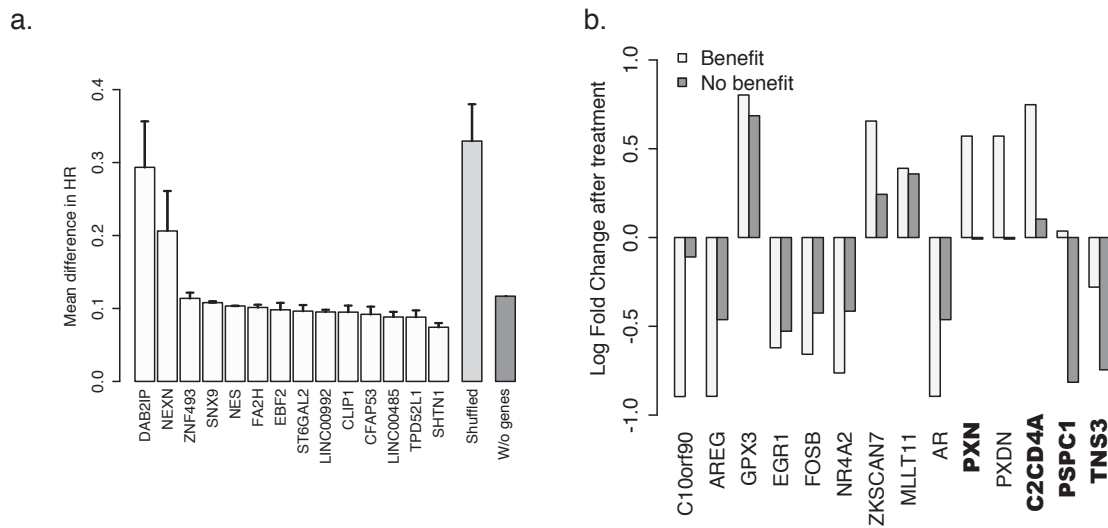 a.
Mean difference in HR
0.4
0.3
0.2
0.1
0.0
DAB2IP
NEXN
ZNF493
SNX9
NES
FA2H
EBF2
ST6GAL2
LINC00992
CLIP1
CFAP53
LINC00485
TPD52L1
SHTN1
Shuffled
W/o genes
b.
Benefit
No benefit
Log Fold Change after treatment
1.0
0.5
0.0
-0.5
-1.0
C10orf90
AREG
GPX3
EGR1
FOSB
NR4A2
ZKSCAN7
MLLT11
AR
PXN
PXDN
C2CD4A
PSPC1
TNS3